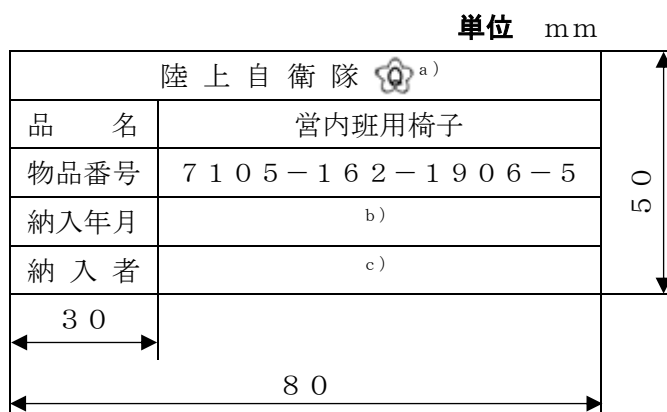 単位 ｍｍ
陸上自衛隊 Q ａ）
品名 営内班用椅子
物品番号 ７１０５－１６２－１９０６－５
納入年月 ｂ）
納入者 ｃ）
５０
３０
８０